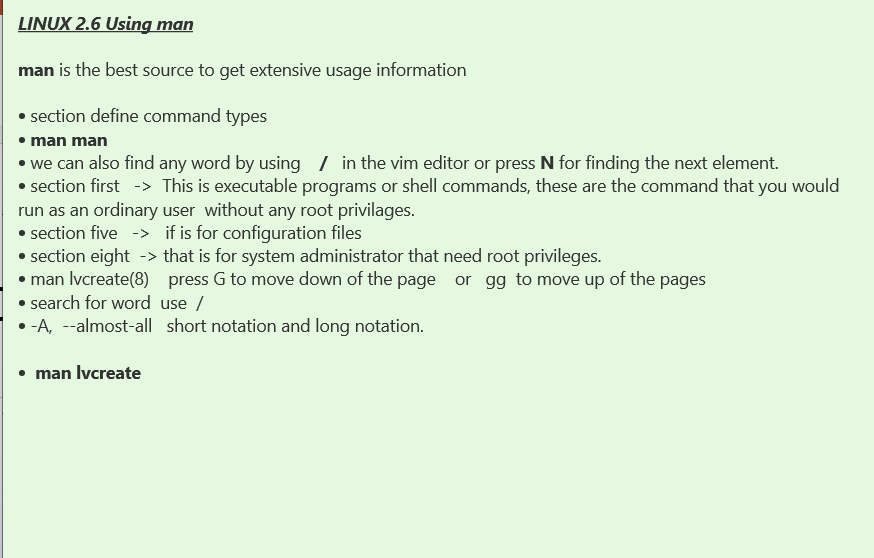 LINUX 2.6 Using man
man is the best source to get extensive usage information
• section define command types
• man man
• we can also find any word by using / in the vim editor or press N for finding the next element.
• section first -> This is executable programs or shell commands, these are the command that you would
run as an ordinary user without any root privilages.
• section five -> if is for configuration files
• section eight -> that is for system administrator that need root privileges.
• man lvcreate(8) press G to move down of the page or gg to move up of the pages
• search for word use /
• -A, --almost-all short notation and long notation.
• man lvcreate